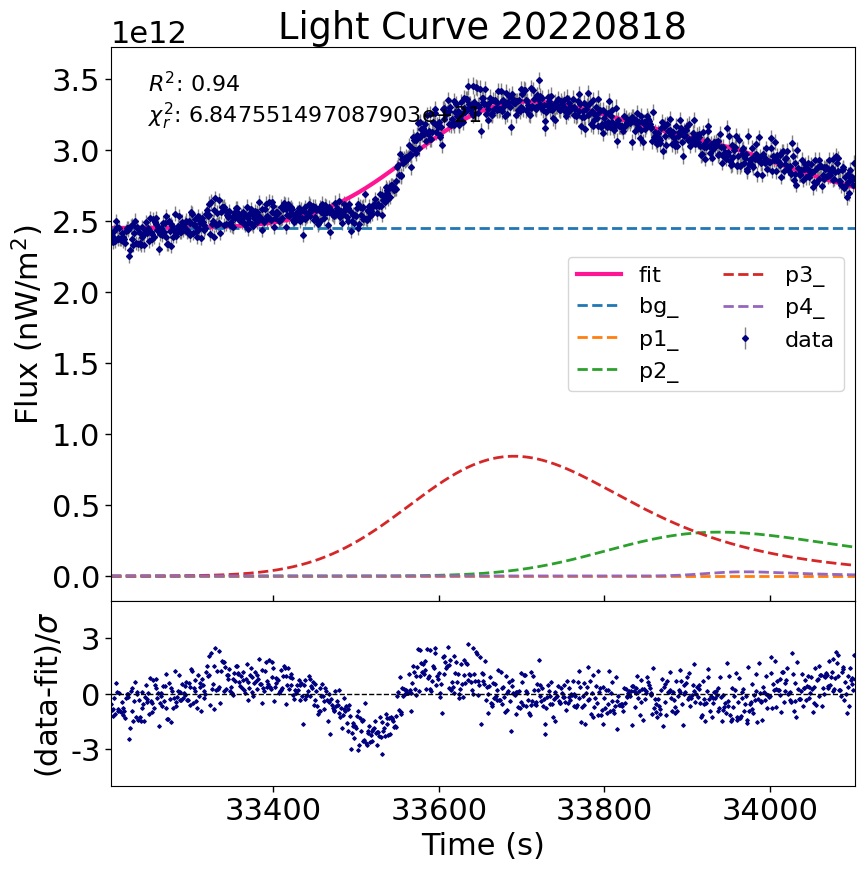 Light Curve 20220818
1e12
R²: 0.94
χ²ᵣ: 6.847551497087903e+21
3.5
3.0
2.5
2.0
1.5
1.0
0.5
0.0
Flux (nW/m²)
fit
bg_
p1_
p2_
p3_
p4_
data
3
0
-3
(data-fit)/σ
33400
33600
33800
34000
Time (s)